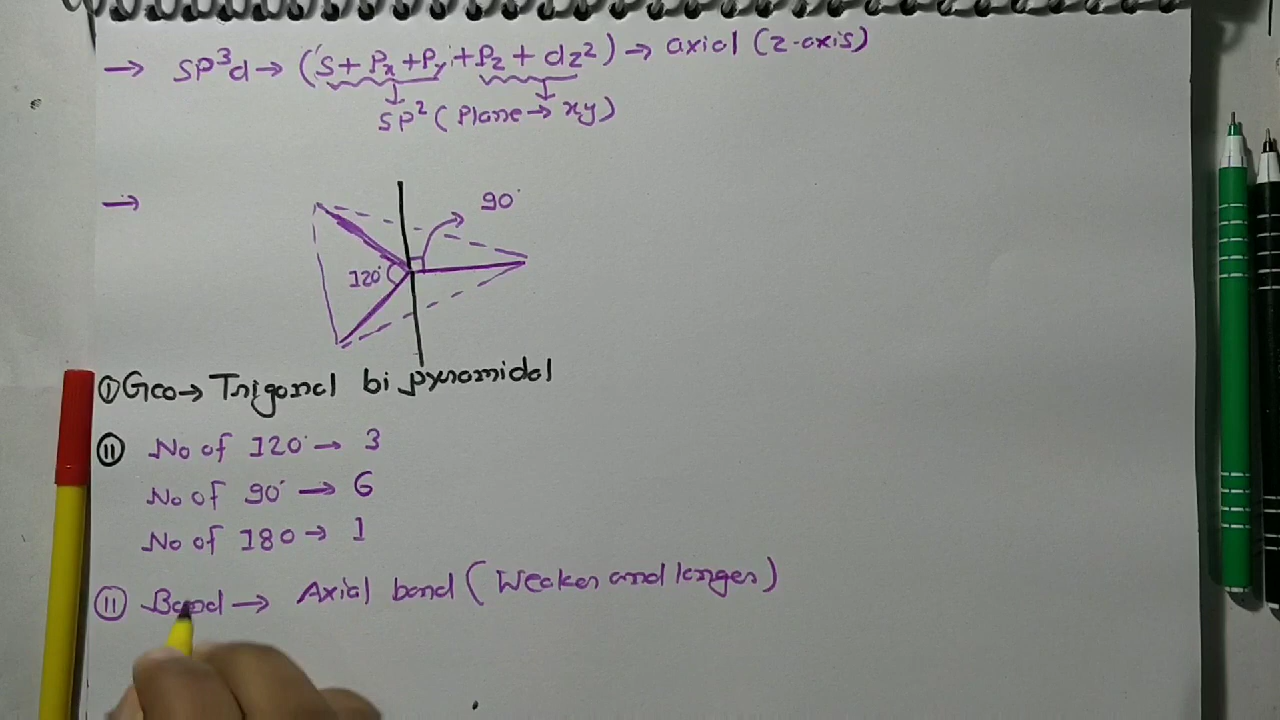 → SP³d → (S + Px + Py + Pz + dz²) → axial (z-axis)
SP² (Plane → xy)
→
90°
120°
① Geo → Trigonal bi pyramidal
② No of 120° → 3
No of 90° → 6
No of 180 → 1
② Bond → Axial bond (Weaker and longer)